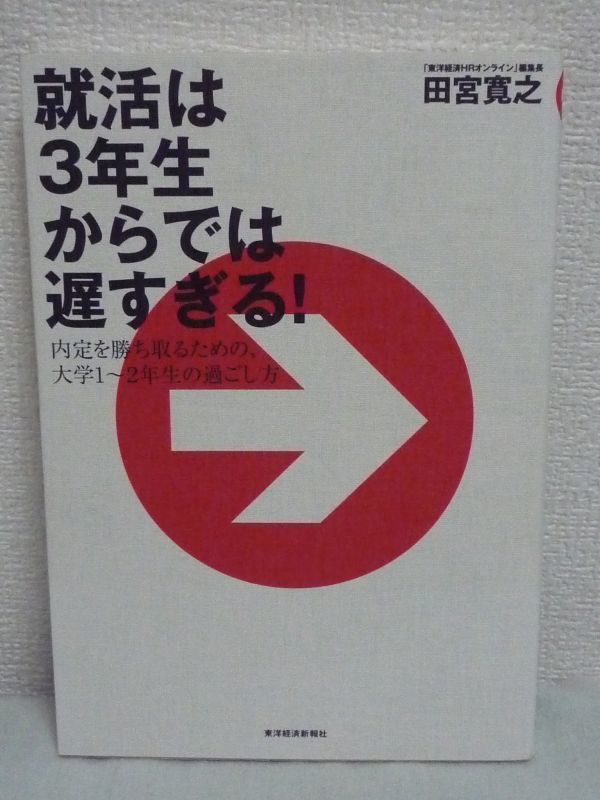 就活は
3年生
からでは
遅すぎる!
内定を勝ち取るための、
大学1〜2年生の過ごし方
「東洋経済HRオンライン」編集長
田宮寛之
東洋経済新報社